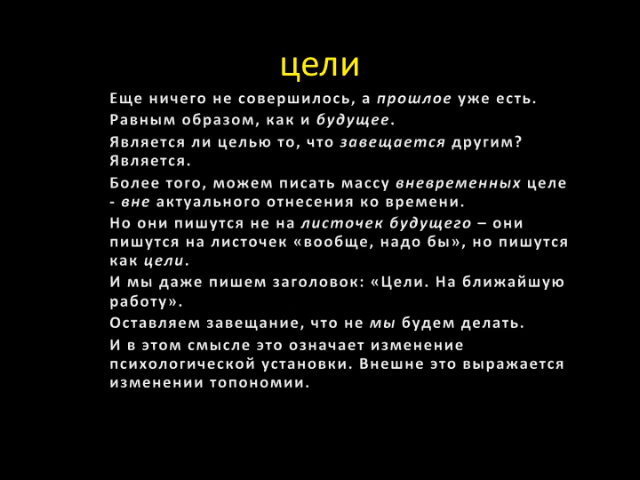 цели
Еще ничего не совершилось, а прошлое уже есть.
Равным образом, как и будущее.
Является ли целью то, что завещается другим?
Является.
Более того, можем писать массу вневременных целе
- вне актуального отнесения ко времени.
Но они пишутся не на листочек будущего – они
пишутся на листочек «вообще, надо бы», но пишутся
как цели.
И мы даже пишем заголовок: «Цели. На ближайшую
работу».
Оставляем завещание, что не мы будем делать.
И в этом смысле это означает изменение
психологической установки. Внешне это выражается
изменении топономии.